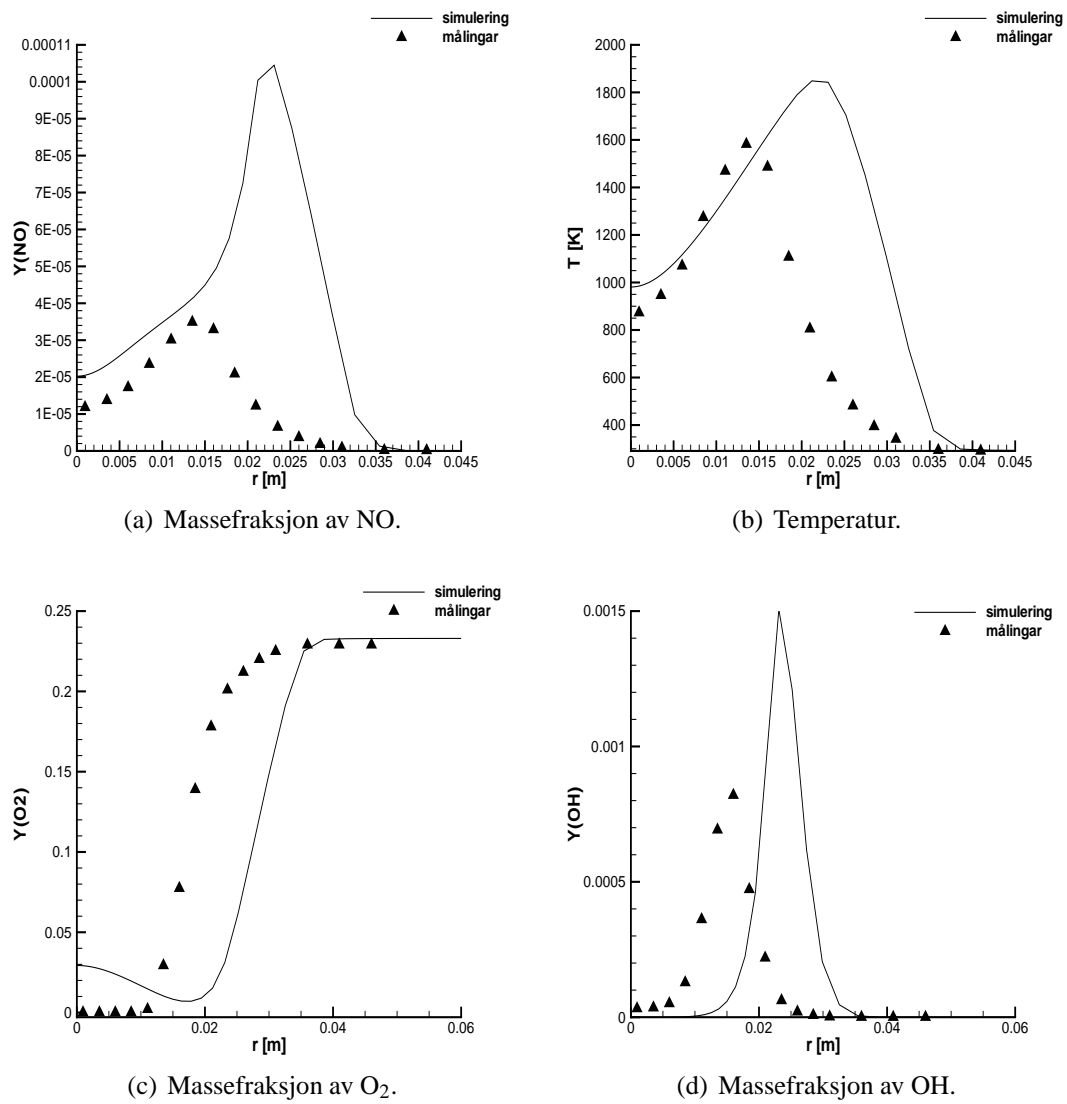 simulering
målingar
0.00011
0.0001
9E-05
8E-05
7E-05
6E-05
5E-05
4E-05
3E-05
2E-05
1E-05
0
Y(NO)
0 0.005 0.01 0.015 0.02 0.025 0.03 0.035 0.04 0.045
r [m]
(a) Massefraksjon av NO.
simulering
målingar
2000
1800
1600
1400
1200
1000
800
600
400
T [K]
0 0.005 0.01 0.015 0.02 0.025 0.03 0.035 0.04 0.045
r [m]
(b) Temperatur.
simulering
målingar
0.25
0.2
0.15
0.1
0.05
0
Y(O2)
0 0.02 0.04 0.06
r [m]
(c) Massefraksjon av O₂.
simulering
målingar
0.0015
0.001
0.0005
0
Y(OH)
0 0.02 0.04 0.06
r [m]
(d) Massefraksjon av OH.